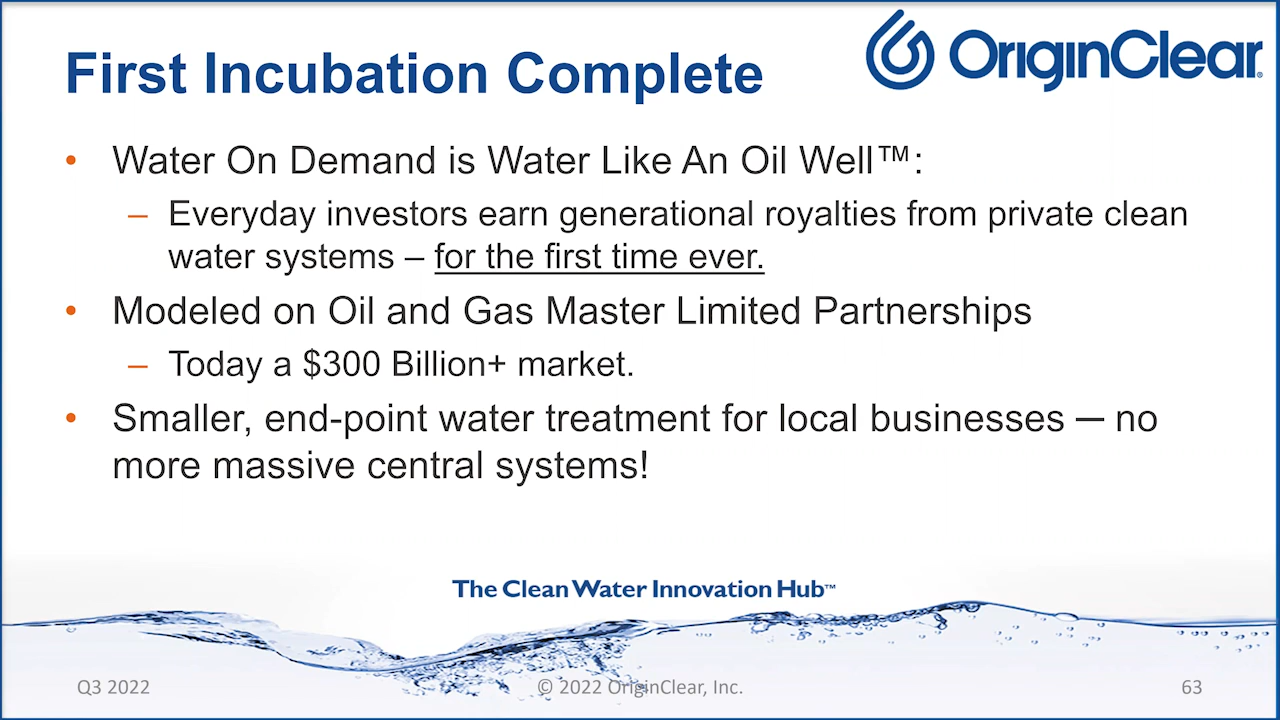 First Incubation Complete
OriginClear®
• Water On Demand is Water Like An Oil Well™:
– Everyday investors earn generational royalties from private clean
water systems – for the first time ever.
• Modeled on Oil and Gas Master Limited Partnerships
– Today a $300 Billion+ market.
• Smaller, end-point water treatment for local businesses — no
more massive central systems!
The Clean Water Innovation Hub™
Q3 2022
© 2022 OriginClear, Inc.
63